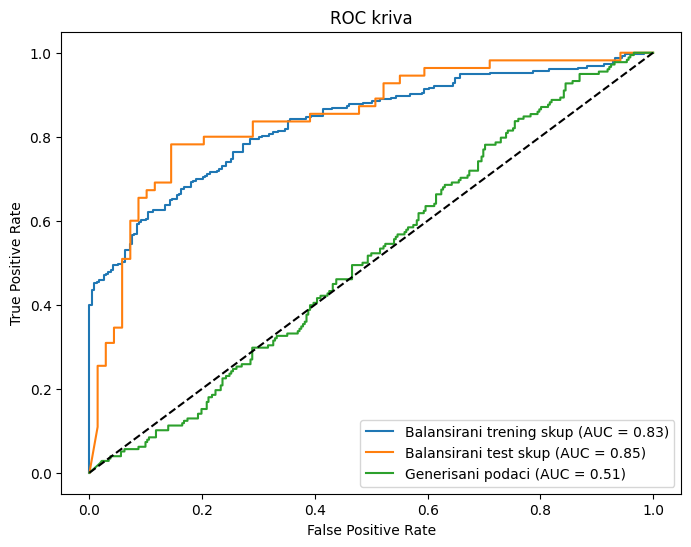 ROC kriva
1.0
0.8
0.6
0.4
0.2
0.0
True Positive Rate
0.0 0.2 0.4 0.6 0.8 1.0
False Positive Rate
Balansirani trening skup (AUC = 0.83)
Balansirani test skup (AUC = 0.85)
Generisani podaci (AUC = 0.51)